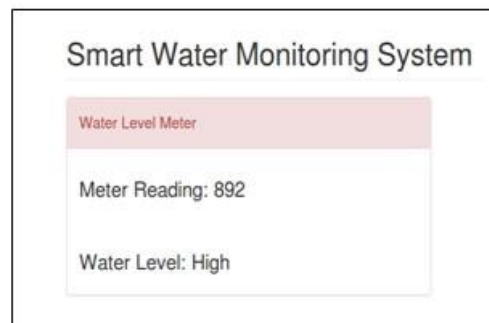 Smart Water Monitoring System
Water Level Meter
Meter Reading: 892
Water Level: High